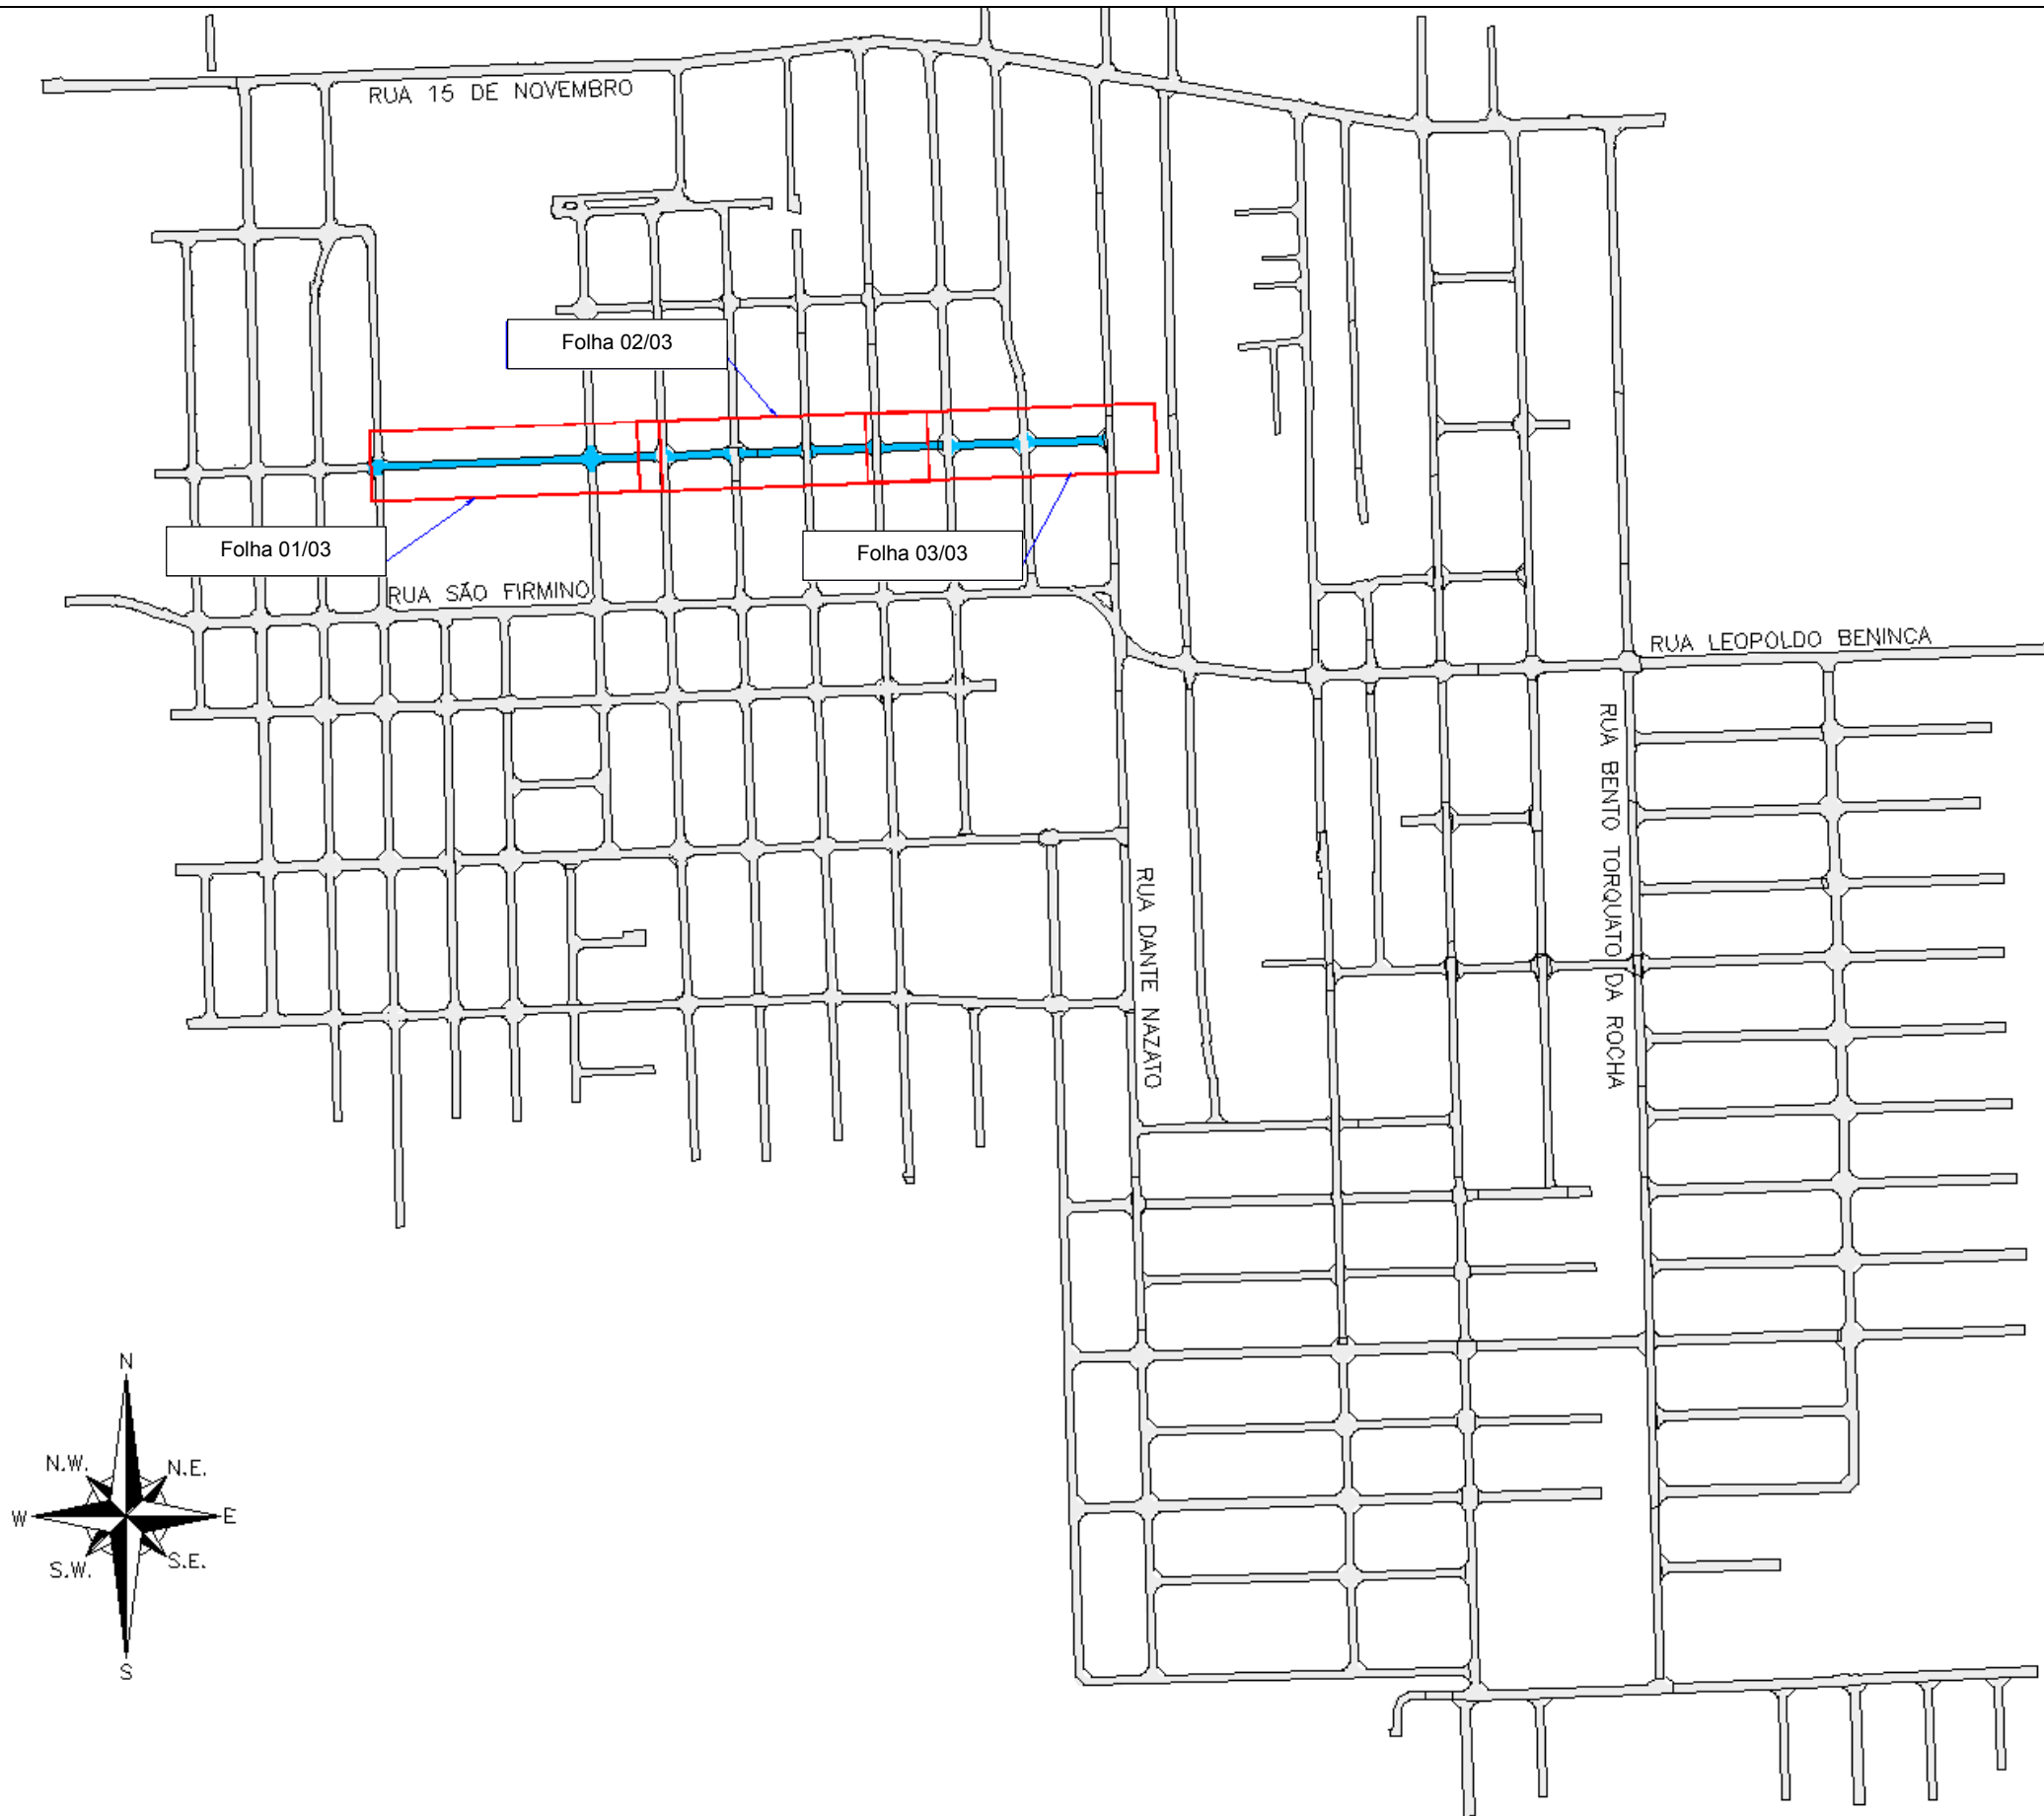 RUA 15 DE NOVEMBRO
Folha 02/03
Folha 01/03
Folha 03/03
RUA SÃO FIRMINO
RUA LEOPOLDO BENINCA
RUA BENTO TORQUATO DA ROCHA
RUA DANTE NAZATO
N
N.W.
N.E.
W
E
S.W.
S.E.
S